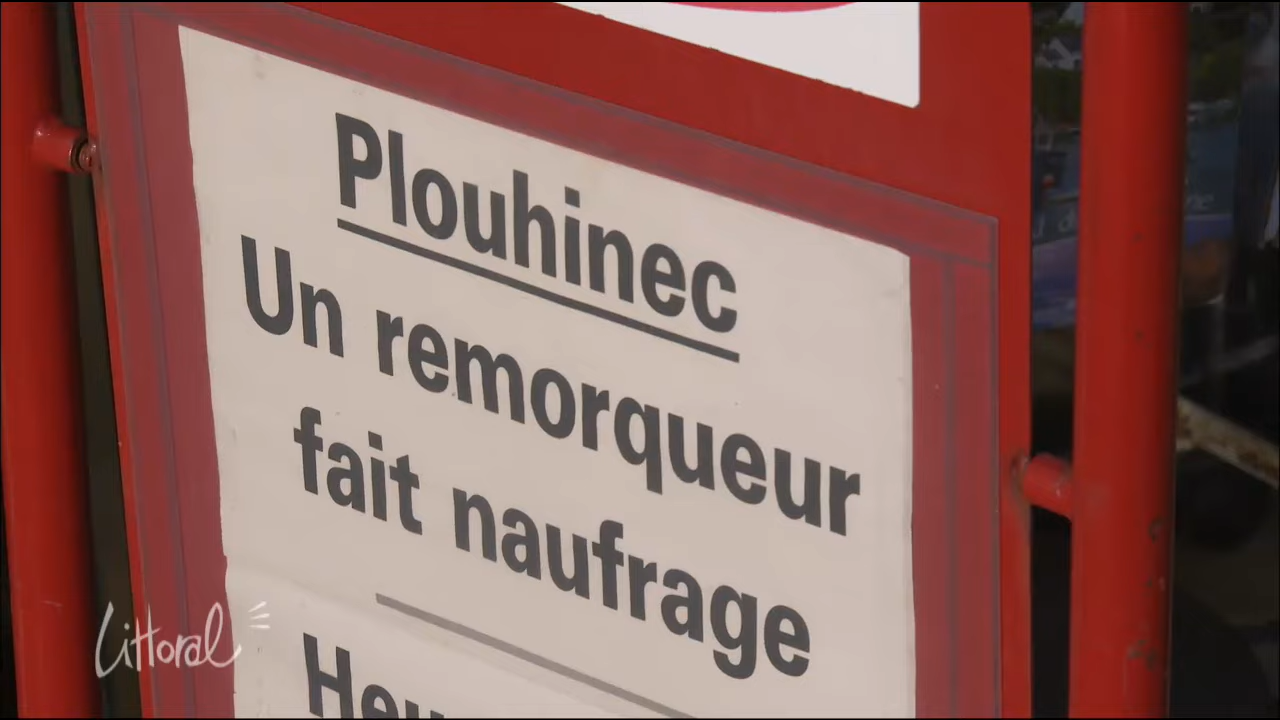 Plouhinec
Un remorqueur
fait naufrage
Littoral